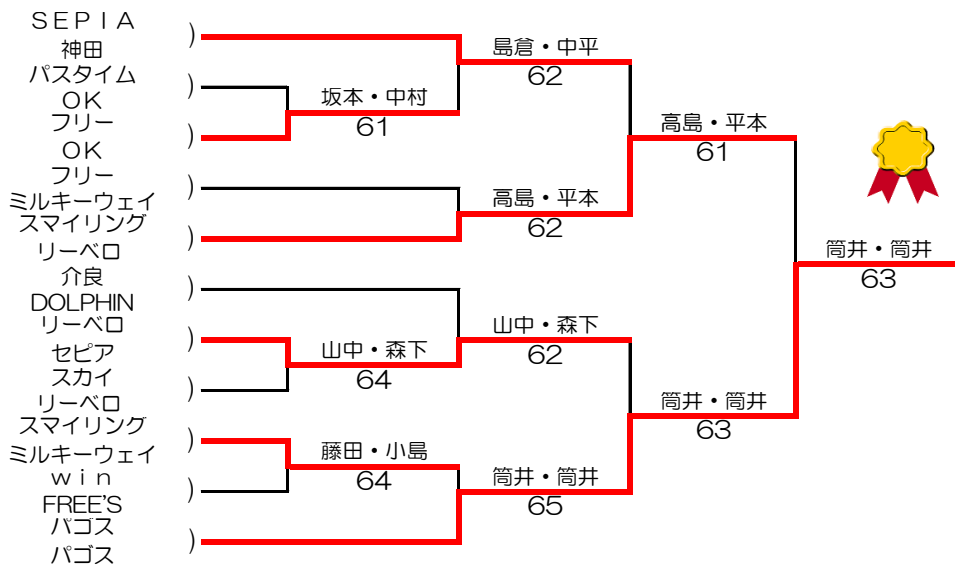 SEPIA
神田
)
パスタイム
OK
)
フリー
OK
)
フリー
ミルキーウェイ
)
スマイリング
リーベロ
)
介良
DOLPHIN
)
リーベロ
セピア
)
スカイ
リーベロ
)
スマイリング
ミルキーウェイ
)
win
FREE'S
)
パゴス
パゴス
)
坂本・中村
61
山中・森下
64
藤田・小島
64
島倉・中平
62
高島・平本
62
山中・森下
62
筒井・筒井
65
高島・平本
61
筒井・筒井
63
筒井・筒井
63